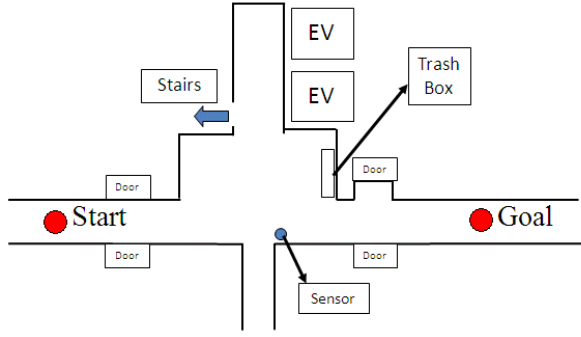 EV
Trash
Box
Stairs
EV
Door
Door
Start
Goal
Door
Door
Sensor